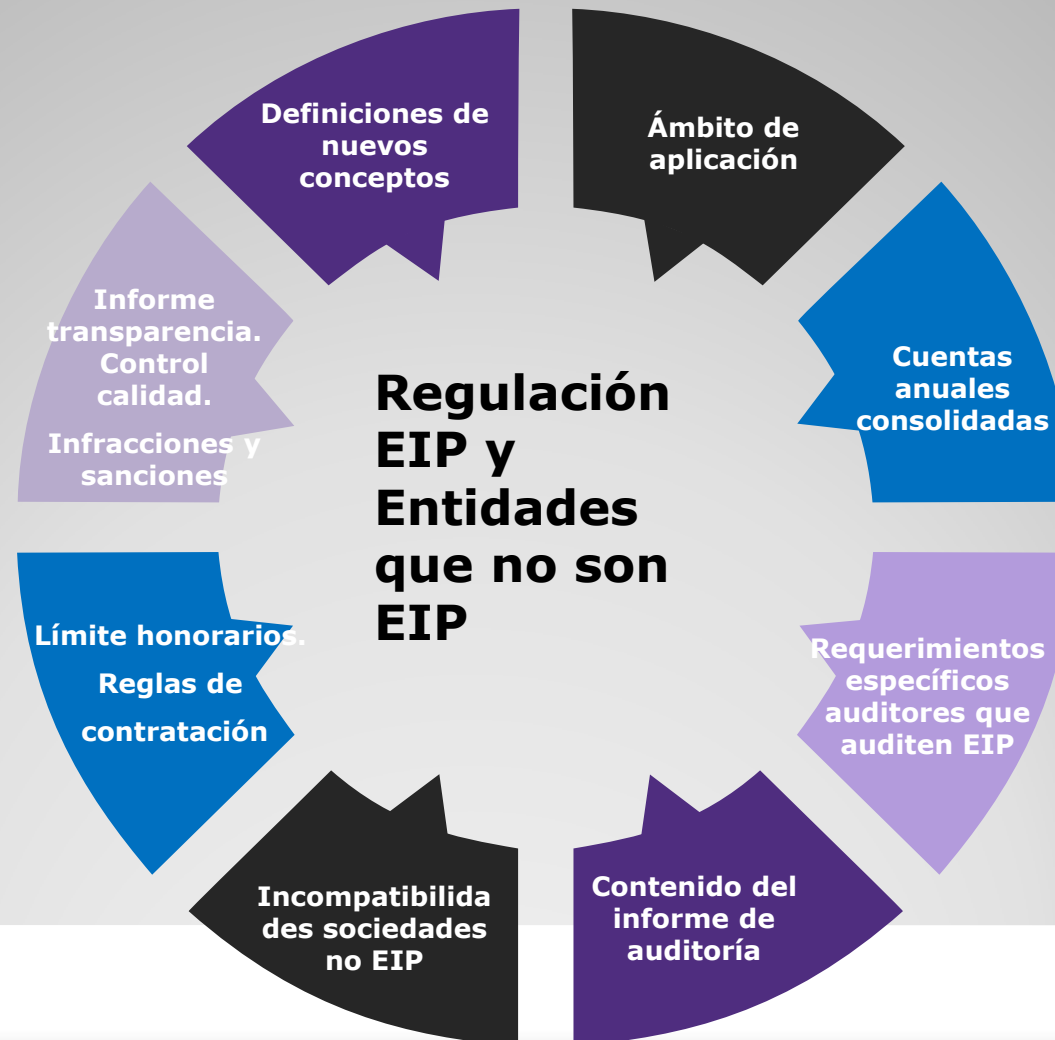 Definiciones de
nuevos
conceptos
Ámbito de
aplicación
Informe
transparencia.
Control
calidad.
Infracciones y
sanciones
Regulación
EIP y
Entidades
que no son
EIP
Cuentas
anuales
consolidadas
Límite honorarios.
Reglas de
contratación
Requerimientos
específicos
auditores que
auditen EIP
Incompatibilida
des sociedades
no EIP
Contenido del
informe de
auditoría